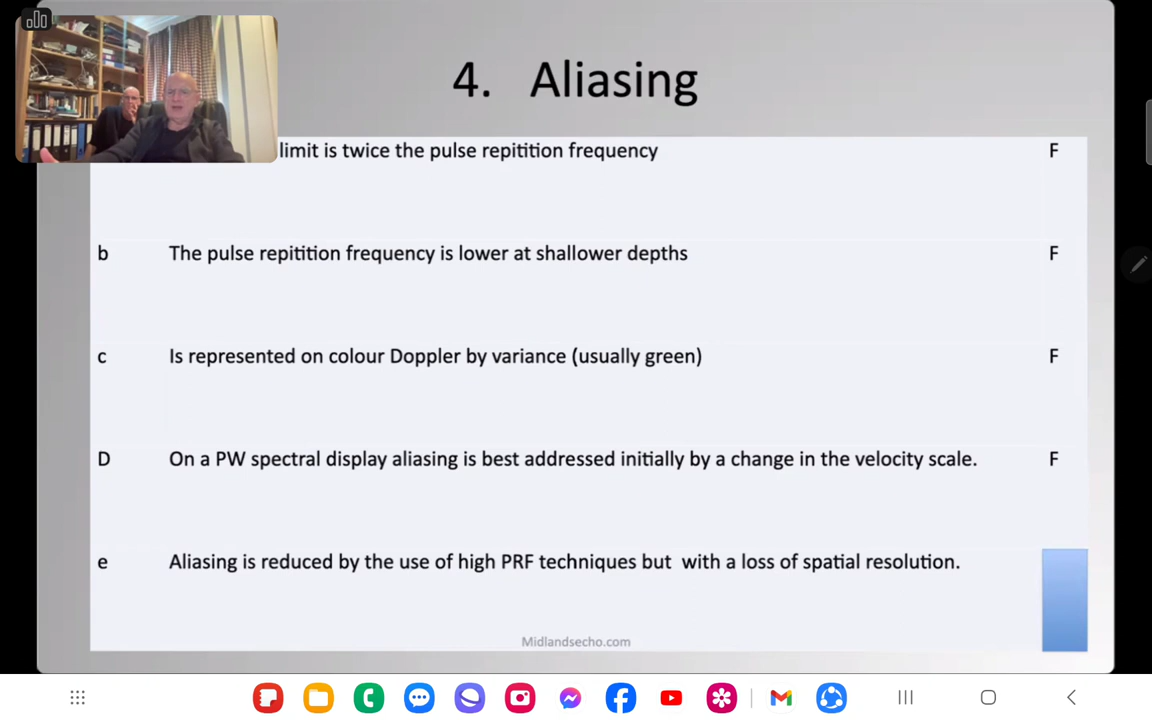 4. Aliasing
limit is twice the pulse repitition frequency F
b The pulse repitition frequency is lower at shallower depths F
c Is represented on colour Doppler by variance (usually green) F
D On a PW spectral display aliasing is best addressed initially by a change in the velocity scale. F
e Aliasing is reduced by the use of high PRF techniques but with a loss of spatial resolution.
Midlandsecho.com